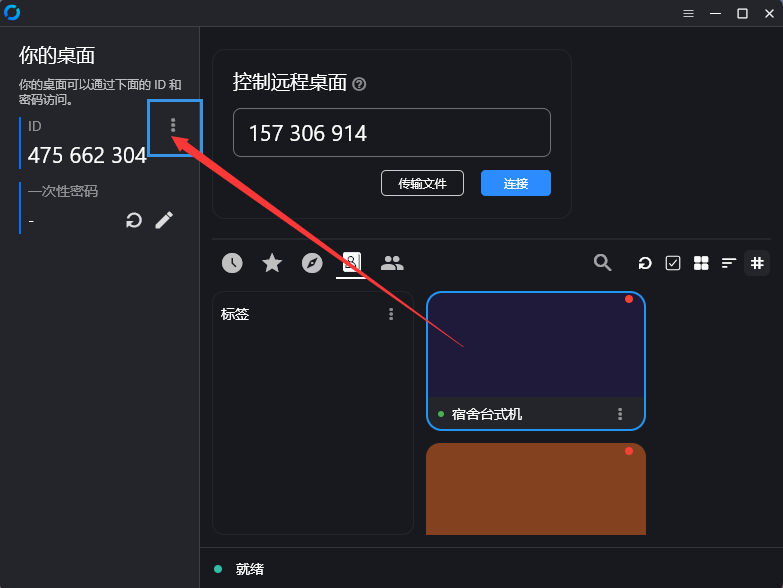 你的桌面
你的桌面可以通过下面的 ID 和
密码访问。
ID
475 662 304
一次性密码
-
控制远程桌面
157 306 914
传输文件
连接
标签
宿舍台式机
就绪